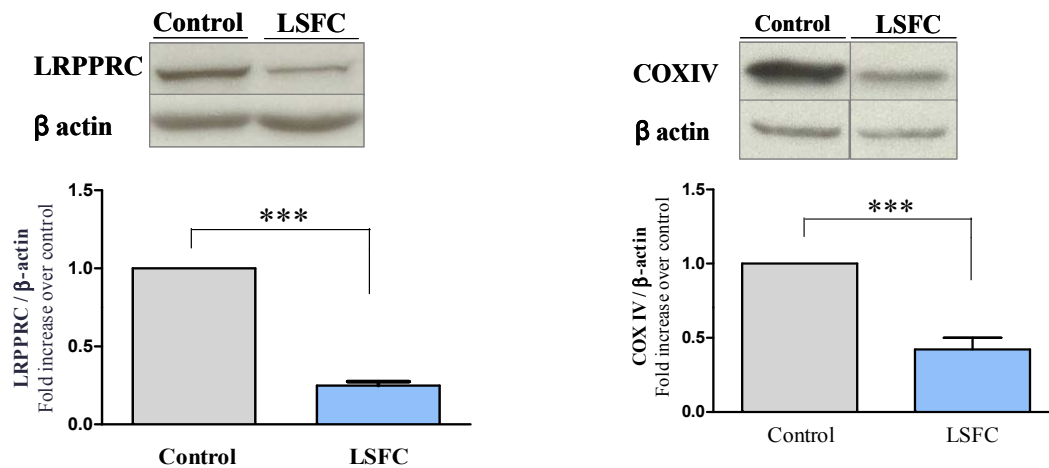 Control LSFC
LRPPRC
β actin
1.5
1.0
0.5
0.0
LRPPRC / β-actin
Fold increase over control
***
Control LSFC
Control LSFC
COXIV
β actin
1.5
1.0
0.5
0.0
COX IV / β-actin
Fold increase over control
***
Control LSFC